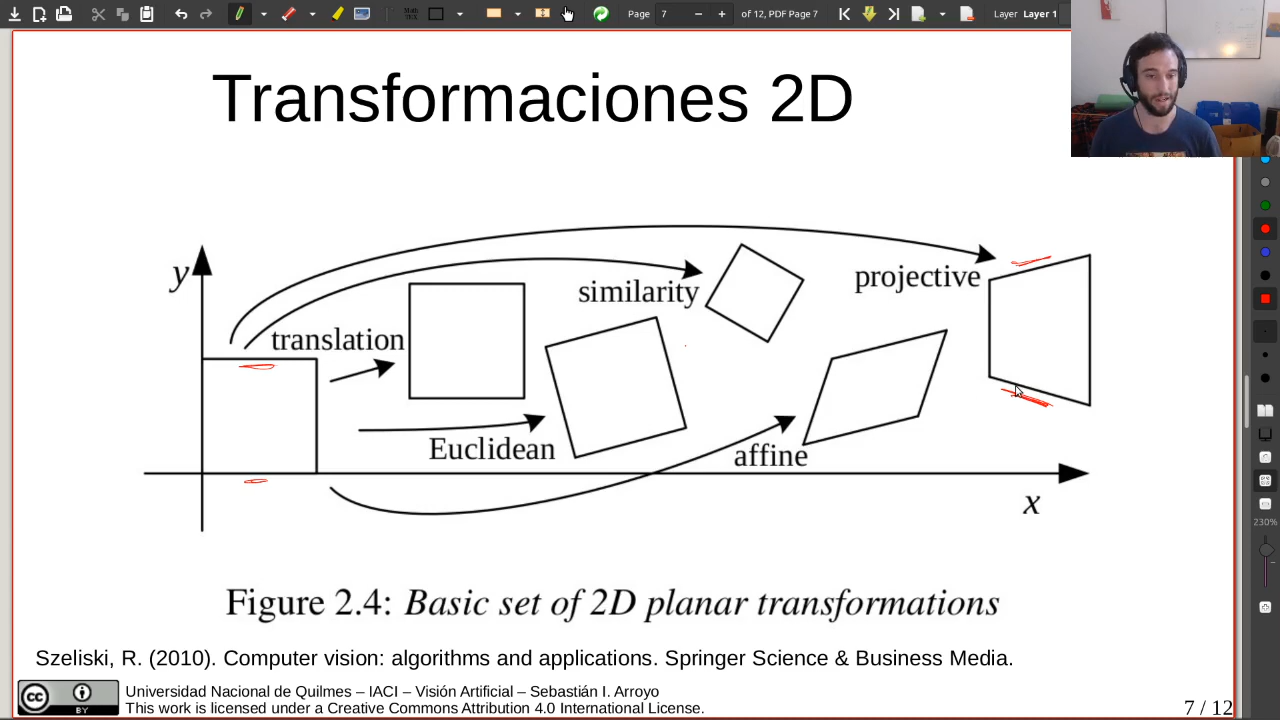 Page 7 of 12, PDF Page 7 Layer Layer 1
Transformaciones 2D
y
projective
similarity
translation
Euclidean
affine
x
Figure 2.4: Basic set of 2D planar transformations
Szeliski, R. (2010). Computer vision: algorithms and applications. Springer Science & Business Media.
Universidad Nacional de Quilmes – IACI – Visión Artificial – Sebastián I. Arroyo
This work is licensed under a Creative Commons Attribution 4.0 International License.
cc
BY
7 / 12
230%